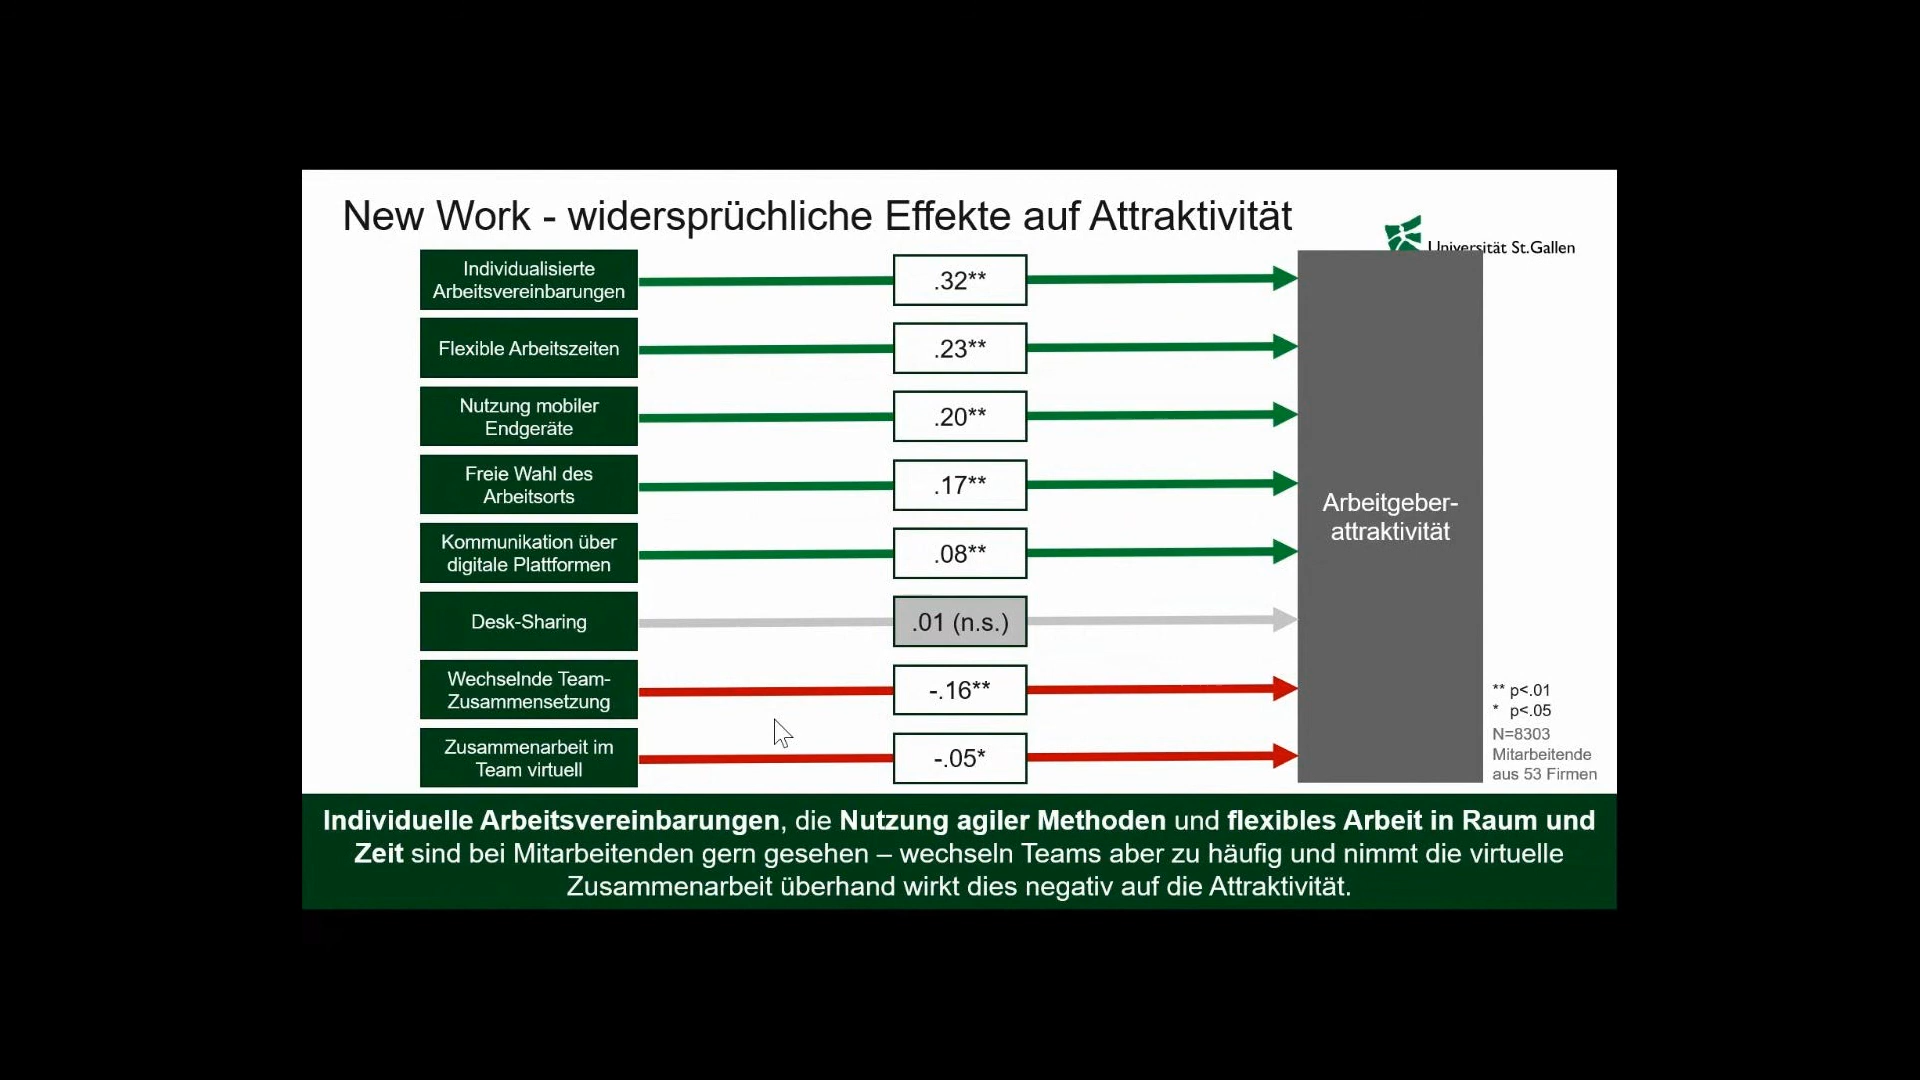 New Work - widersprüchliche Effekte auf Attraktivität
Universität St.Gallen
Individualisierte
Arbeitsvereinbarungen
.32**
Flexible Arbeitszeiten
.23**
Nutzung mobiler
Endgeräte
.20**
Freie Wahl des
Arbeitsorts
.17**
Kommunikation über
digitale Plattformen
.08**
Desk-Sharing
.01 (n.s.)
Wechselnde Team-
Zusammensetzung
-.16**
Zusammenarbeit im
Team virtuell
-.05*
Arbeitgeber-
attraktivität
** p<.01
* p<.05
N=8303
Mitarbeitende
aus 53 Firmen
Individuelle Arbeitsvereinbarungen, die Nutzung agiler Methoden und flexibles Arbeit in Raum und
Zeit sind bei Mitarbeitenden gern gesehen – wechseln Teams aber zu häufig und nimmt die virtuelle
Zusammenarbeit überhand wirkt dies negativ auf die Attraktivität.